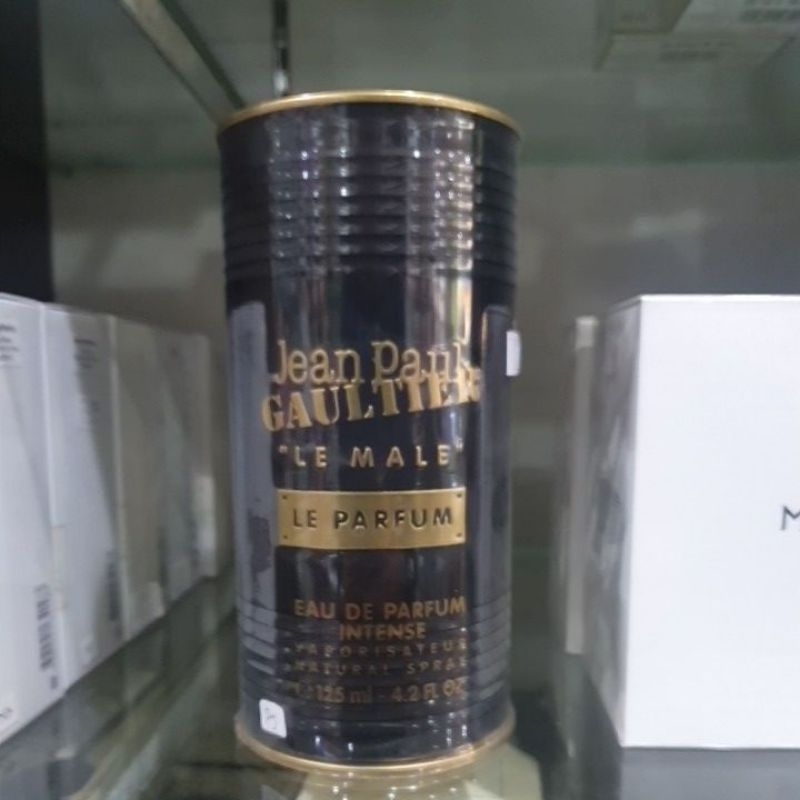 Jean Paul
GAULTIER
"LE MALE"
LE PARFUM
EAU DE PARFUM
INTENSE
VAPORISATEUR
NATURAL SPRAY
125 ml - 4.2 FL OZ
M